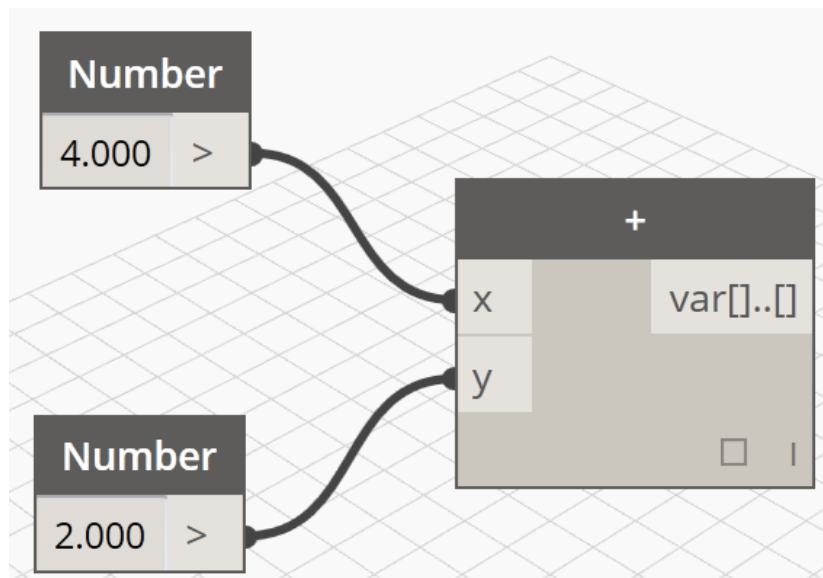 Number
4.000 >
+
x var[]..[]
y
l
Number
2.000 >